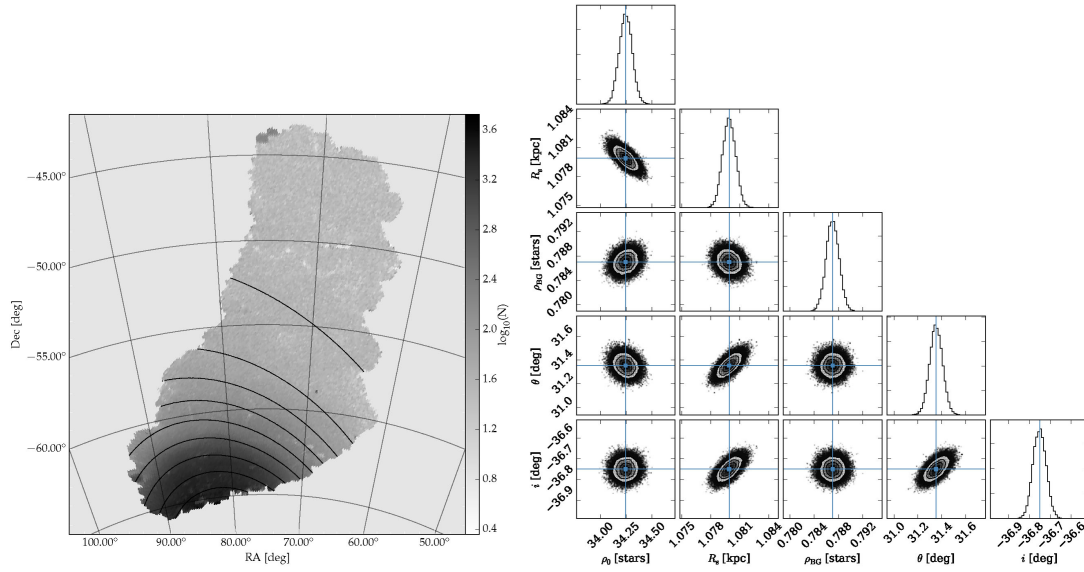 −45.00°
−50.00°
−55.00°
−60.00°
Dec [deg]
100.00° 90.00° 80.00° 70.00° 60.00° 50.00°
RA [deg]
3.6
3.2
2.8
2.4
2.0
1.6
1.2
0.8
0.4
log₁₀(N)
1.084
1.081
1.078
1.075
R_s [kpc]
0.792
0.788
0.784
0.780
ρ_BG [stars]
31.6
31.4
31.2
31.0
θ [deg]
−36.6
−36.7
−36.8
−36.9
i [deg]
34.00 34.25 34.50
ρ₀ [stars]
1.075 1.078 1.081 1.084
R_s [kpc]
0.780 0.784 0.788 0.792
ρ_BG [stars]
31.0 31.2 31.4 31.6
θ [deg]
−36.9 −36.8 −36.7 −36.6
i [deg]